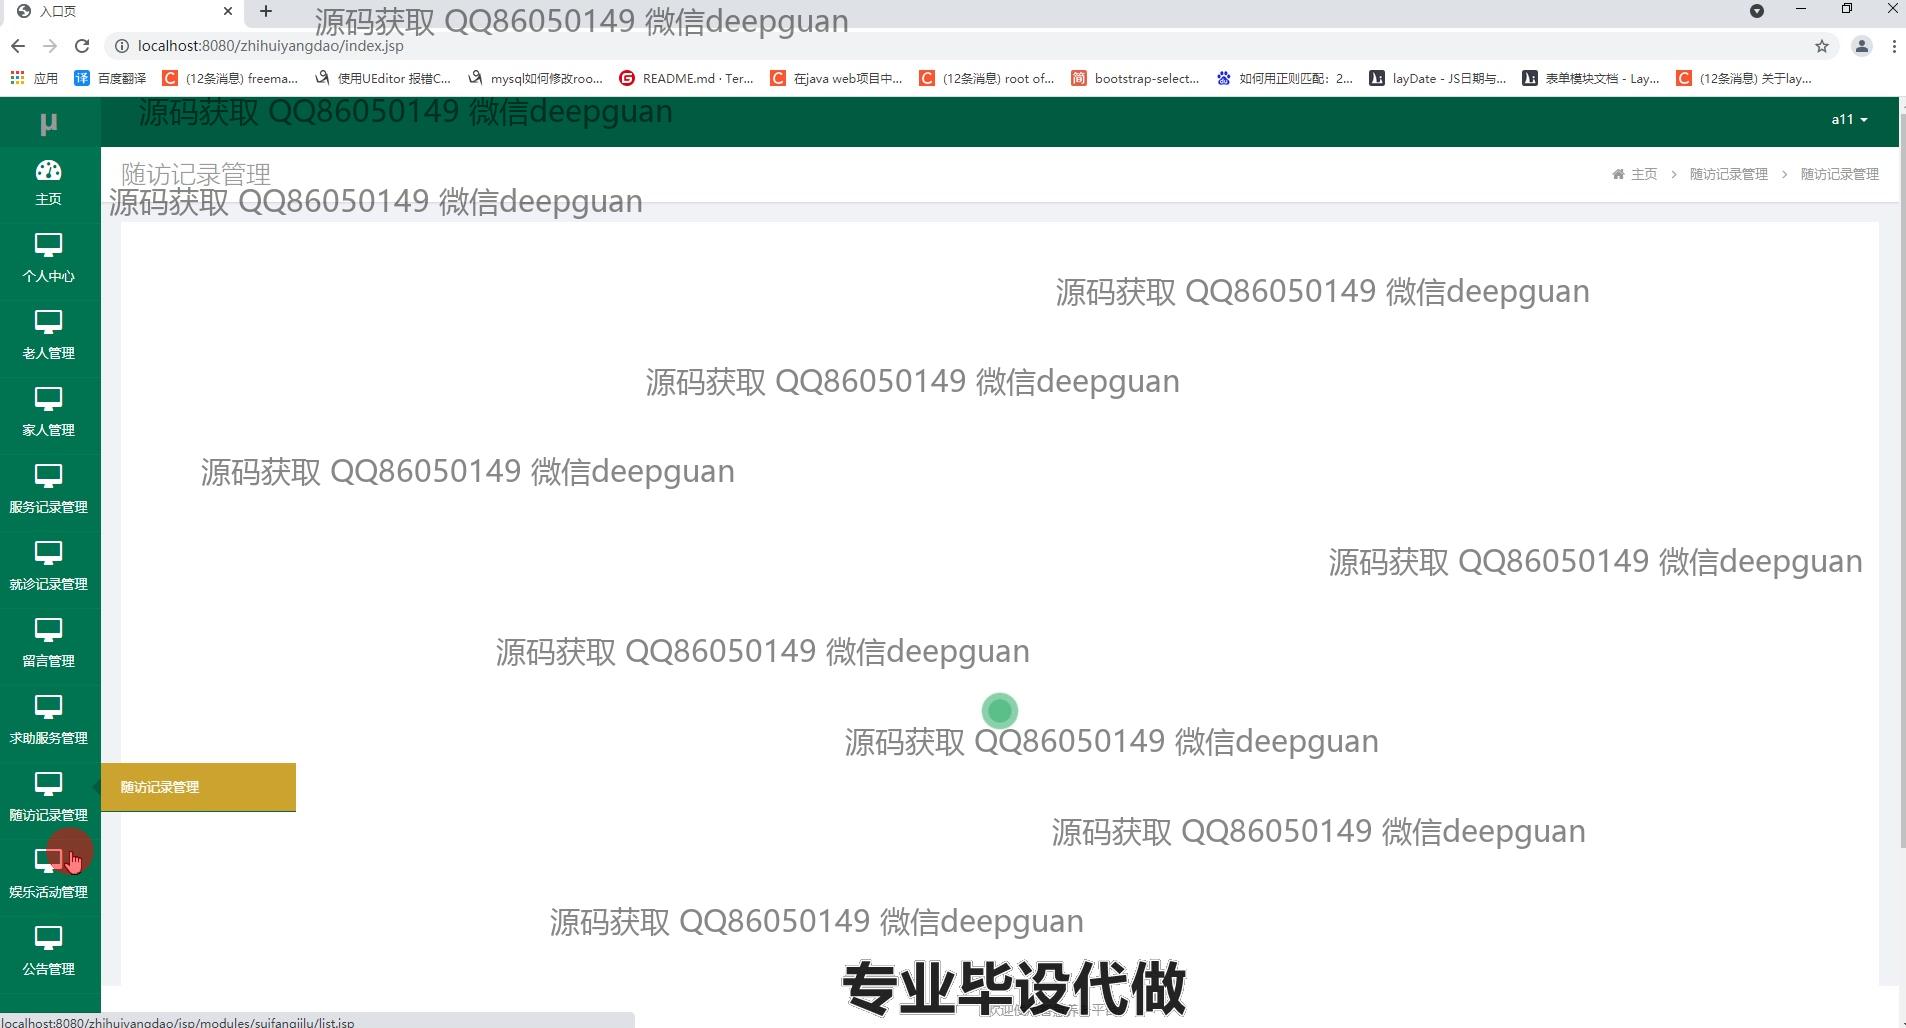 入口页
源码获取 QQ86050149 微信deepguan
localhost:8080/zhihuiyangdao/index.jsp
应用 百度翻译 (12条消息) freema... 使用UEditor 报错C... mysql如何修改roo... README.md · Ter... 在java web项目中... (12条消息) root of... bootstrap-select... 如何用正则匹配：2... layDate - JS日期与... 表单模块文档 - Lay... (12条消息) 关于lay...
源码获取 QQ86050149 微信deepguan
μ
a11
主页
随访记录管理
主页 > 随访记录管理 > 随访记录管理
源码获取 QQ86050149 微信deepguan
个人中心
源码获取 QQ86050149 微信deepguan
老人管理
源码获取 QQ86050149 微信deepguan
家人管理
源码获取 QQ86050149 微信deepguan
服务记录管理
源码获取 QQ86050149 微信deepguan
就诊记录管理
源码获取 QQ86050149 微信deepguan
留言管理
求助服务管理
源码获取 QQ86050149 微信deepguan
随访记录管理
随访记录管理
源码获取 QQ86050149 微信deepguan
娱乐活动管理
源码获取 QQ86050149 微信deepguan
公告管理
专业毕设代做
localhost:8080/zhihuiyangdao/jsp/modules/suifangjilu/list.jsp